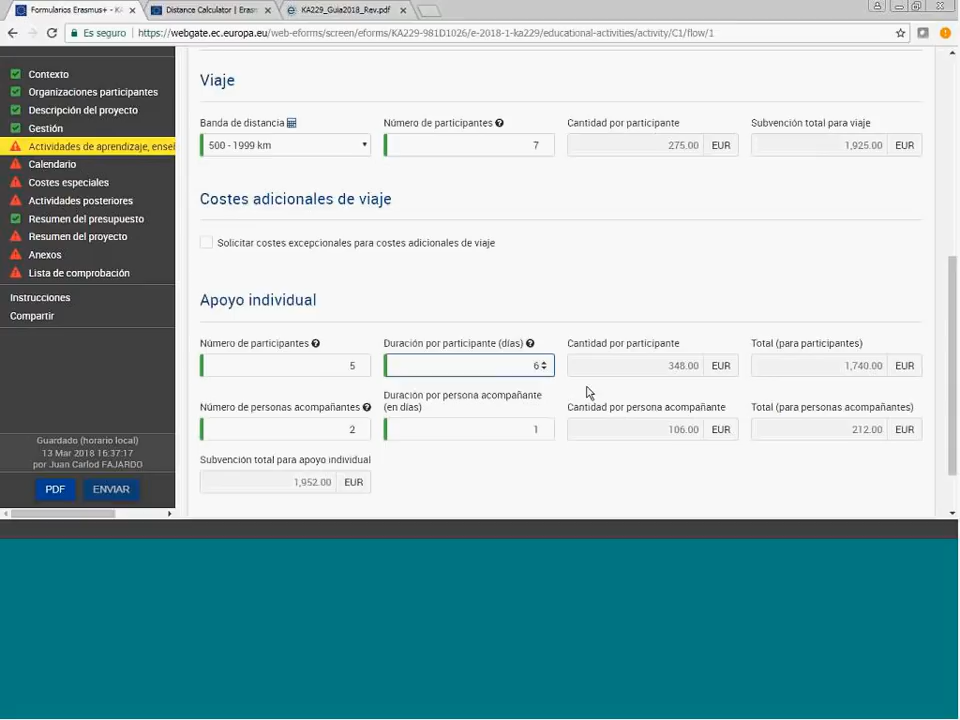 Formularios Erasmus+ - K
Distance Calculator | Eras
KA229_Guia2018_Rev.pdf
Es seguro | https://webgate.ec.europa.eu/web-eforms/screen/eforms/KA229-981D1026/e-2018-1-ka229/educational-activities/activity/C1/flow/1
Contexto
Organizaciones participantes
Descripción del proyecto
Gestión
Actividades de aprendizaje, ense
Calendario
Costes especiales
Actividades posteriores
Resumen del presupuesto
Resumen del proyecto
Anexos
Lista de comprobación
Instrucciones
Compartir
Guardado (horario local)
13 Mar 2018 16:37:17
por Juan Carlod FAJARDO
PDF ENVIAR
Viaje
Banda de distancia Número de participantes Cantidad por participante Subvención total para viaje
500 - 1999 km 7 275.00 EUR 1,925.00 EUR
Costes adicionales de viaje
Solicitar costes excepcionales para costes adicionales de viaje
Apoyo individual
Número de participantes Duración por participante (días) Cantidad por participante Total (para participantes)
5 6 348.00 EUR 1,740.00 EUR
Número de personas acompañantes Duración por persona acompañante (en días) Cantidad por persona acompañante Total (para personas acompañantes)
2 1 106.00 EUR 212.00 EUR
Subvención total para apoyo individual
1,952.00 EUR